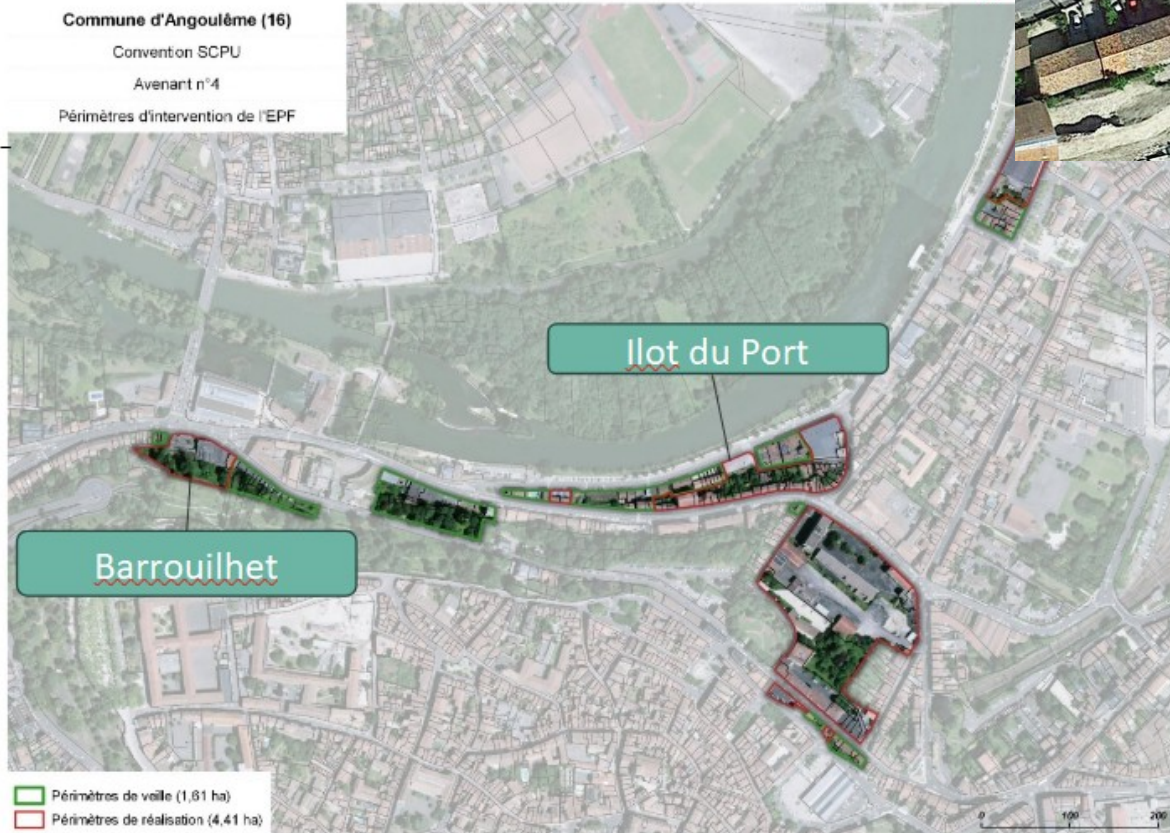 Commune d'Angoulême (16)
Convention SCPU
Avenant n°4
Périmètres d'intervention de l'EPF
Ilot du Port
Barrouilhet
Périmètres de veille (1,61 ha)
Périmètres de réalisation (4,41 ha)
0 100 200